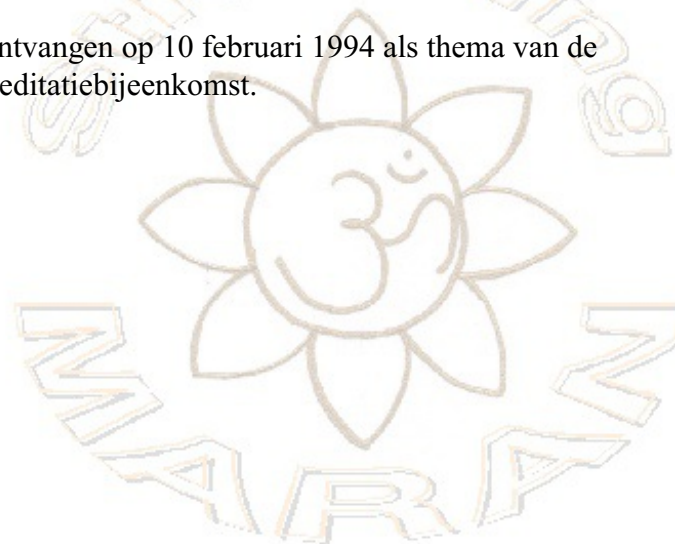 ntvangen op 10 februari 1994 als thema van de
editatiebijeenkomst.
MARAN